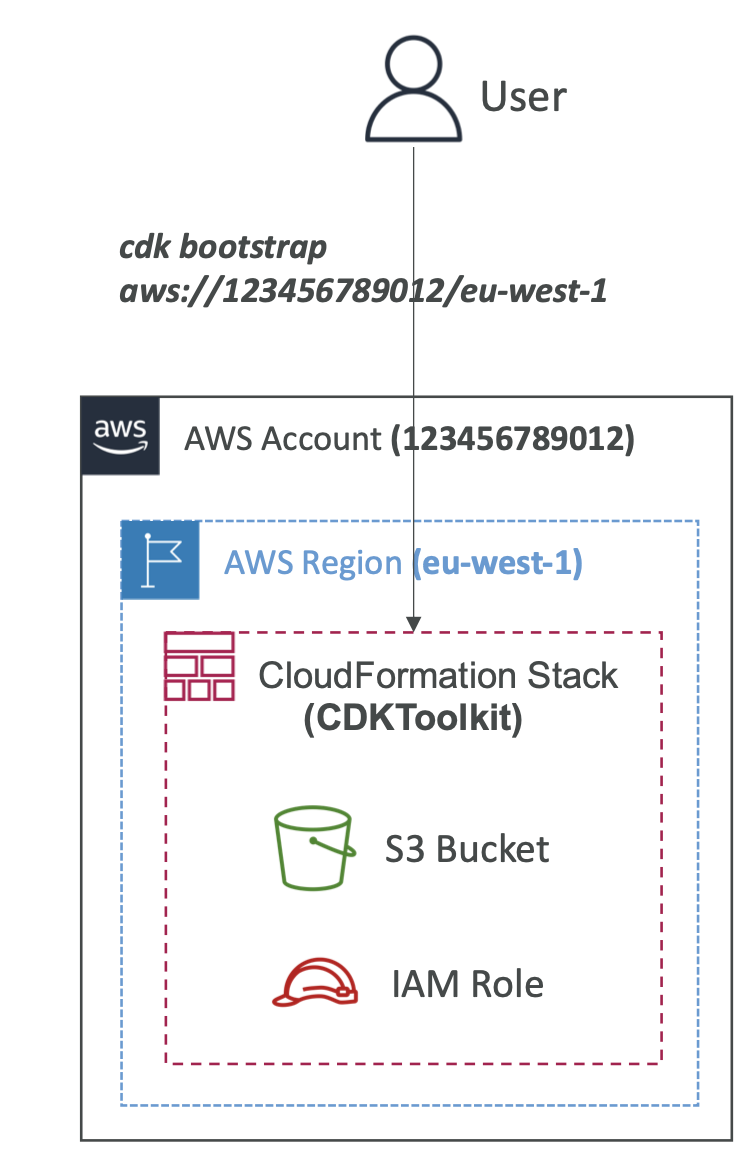 User
cdk bootstrap
aws://123456789012/eu-west-1
aws
AWS Account (123456789012)
AWS Region (eu-west-1)
CloudFormation Stack
(CDKToolkit)
S3 Bucket
IAM Role